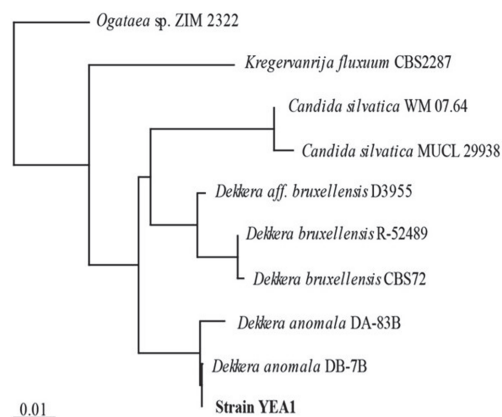 Ogataea sp. ZIM 2322
Kregervanrija fluxuum CBS2287
Candida silvatica WM 07.64
Candida silvatica MUCL 29938
Dekkera aff. bruxellensis D3955
Dekkera bruxellensis R-52489
Dekkera bruxellensis CBS72
Dekkera anomala DA-83B
Dekkera anomala DB-7B
Strain YEA1
0.01